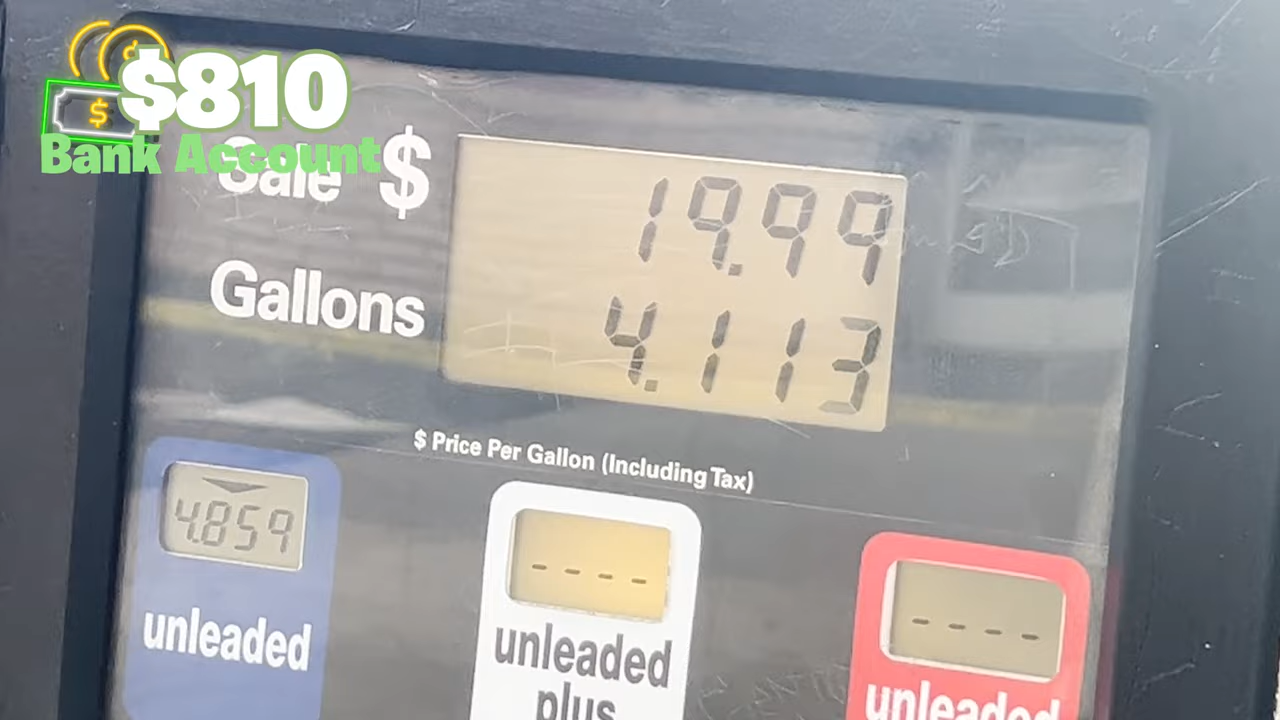 $810
Bank Account
Sale $ 19.99
Gallons 4.113
$ Price Per Gallon (Including Tax)
4.859
- - - -
- - - -
unleaded
unleaded
plus
unleaded